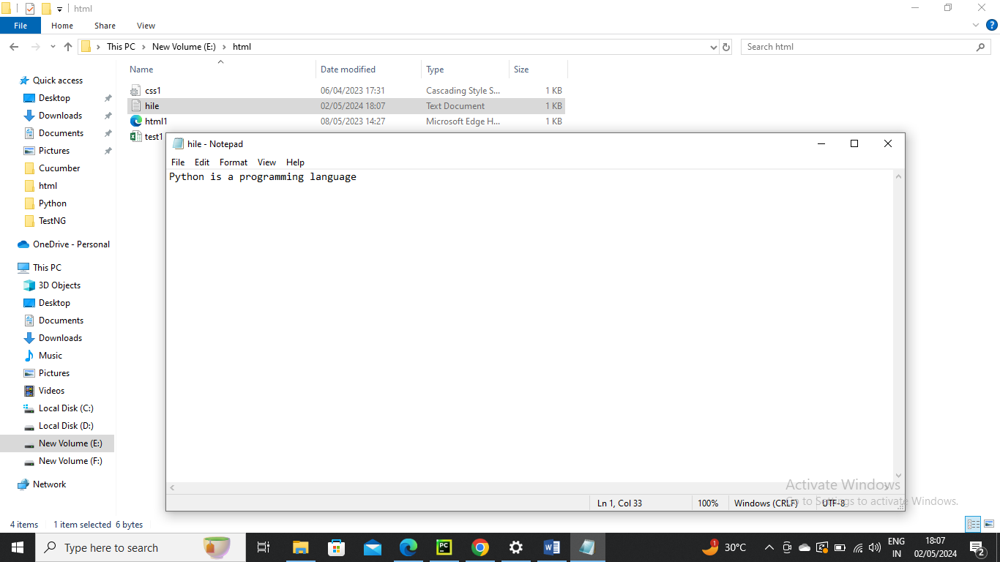 html
File Home Share View
This PC New Volume (E:) html
Search html
Name Date modified Type Size
css1 06/04/2023 17:31 Cascading Style S... 1 KB
hile 02/05/2024 18:07 Text Document 1 KB
html1 08/05/2023 14:27 Microsoft Edge H... 1 KB
test1
Quick access
Desktop
Downloads
Documents
Pictures
Cucumber
html
Python
TestNG
OneDrive - Personal
This PC
3D Objects
Desktop
Documents
Downloads
Music
Pictures
Videos
Local Disk (C:)
Local Disk (D:)
New Volume (E:)
New Volume (F:)
Network
hile - Notepad
File Edit Format View Help
Python is a programming language
Activate Windows
Go to Settings to activate Windows.
Ln 1, Col 33 100% Windows (CRLF) UTF-8
4 items 1 item selected 6 bytes
Type here to search
PC
W
1
30°C
ENG
IN
18:07
02/05/2024
2